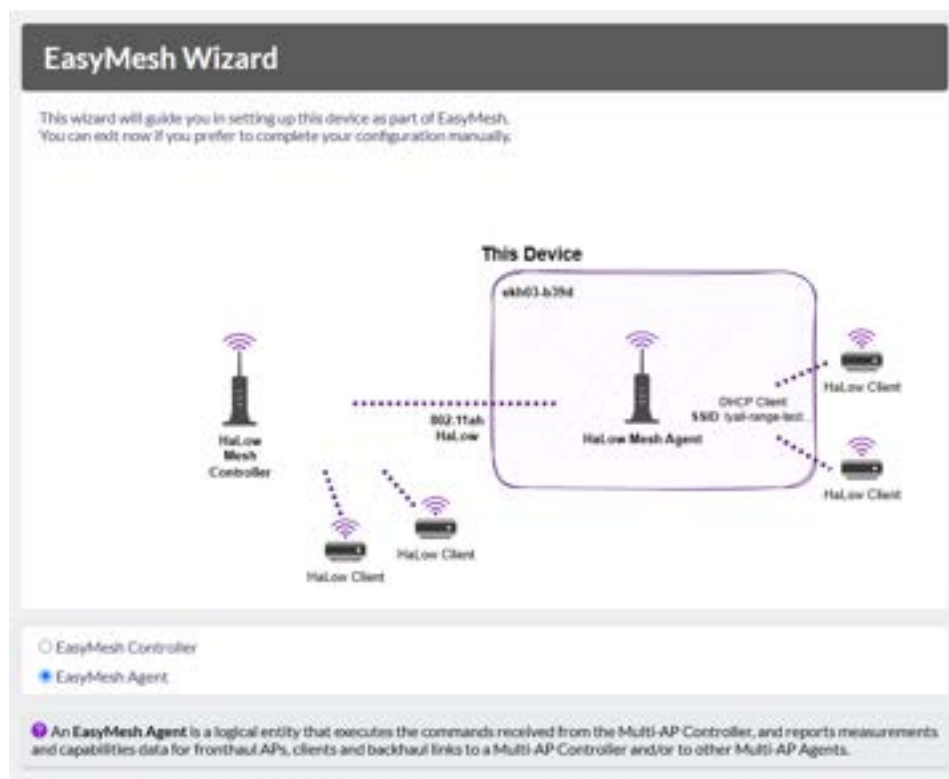 EasyMesh Wizard
This wizard will guide you in setting up this device as part of EasyMesh.
You can exit now if you prefer to complete your configuration manually.
This Device
ekh03-b39d
HaLow
Mesh
Controller
802.11ah
HaLow
HaLow Mesh Agent
DHCP Client
SSID
HaLow Client
HaLow Client
HaLow Client
HaLow Client
EasyMesh Controller
EasyMesh Agent
An EasyMesh Agent is a logical entity that executes the commands received from the Multi-AP Controller, and reports measurements
and capabilities data for fronthaul APs, clients and backhaul links to a Multi-AP Controller and/or to other Multi-AP Agents.